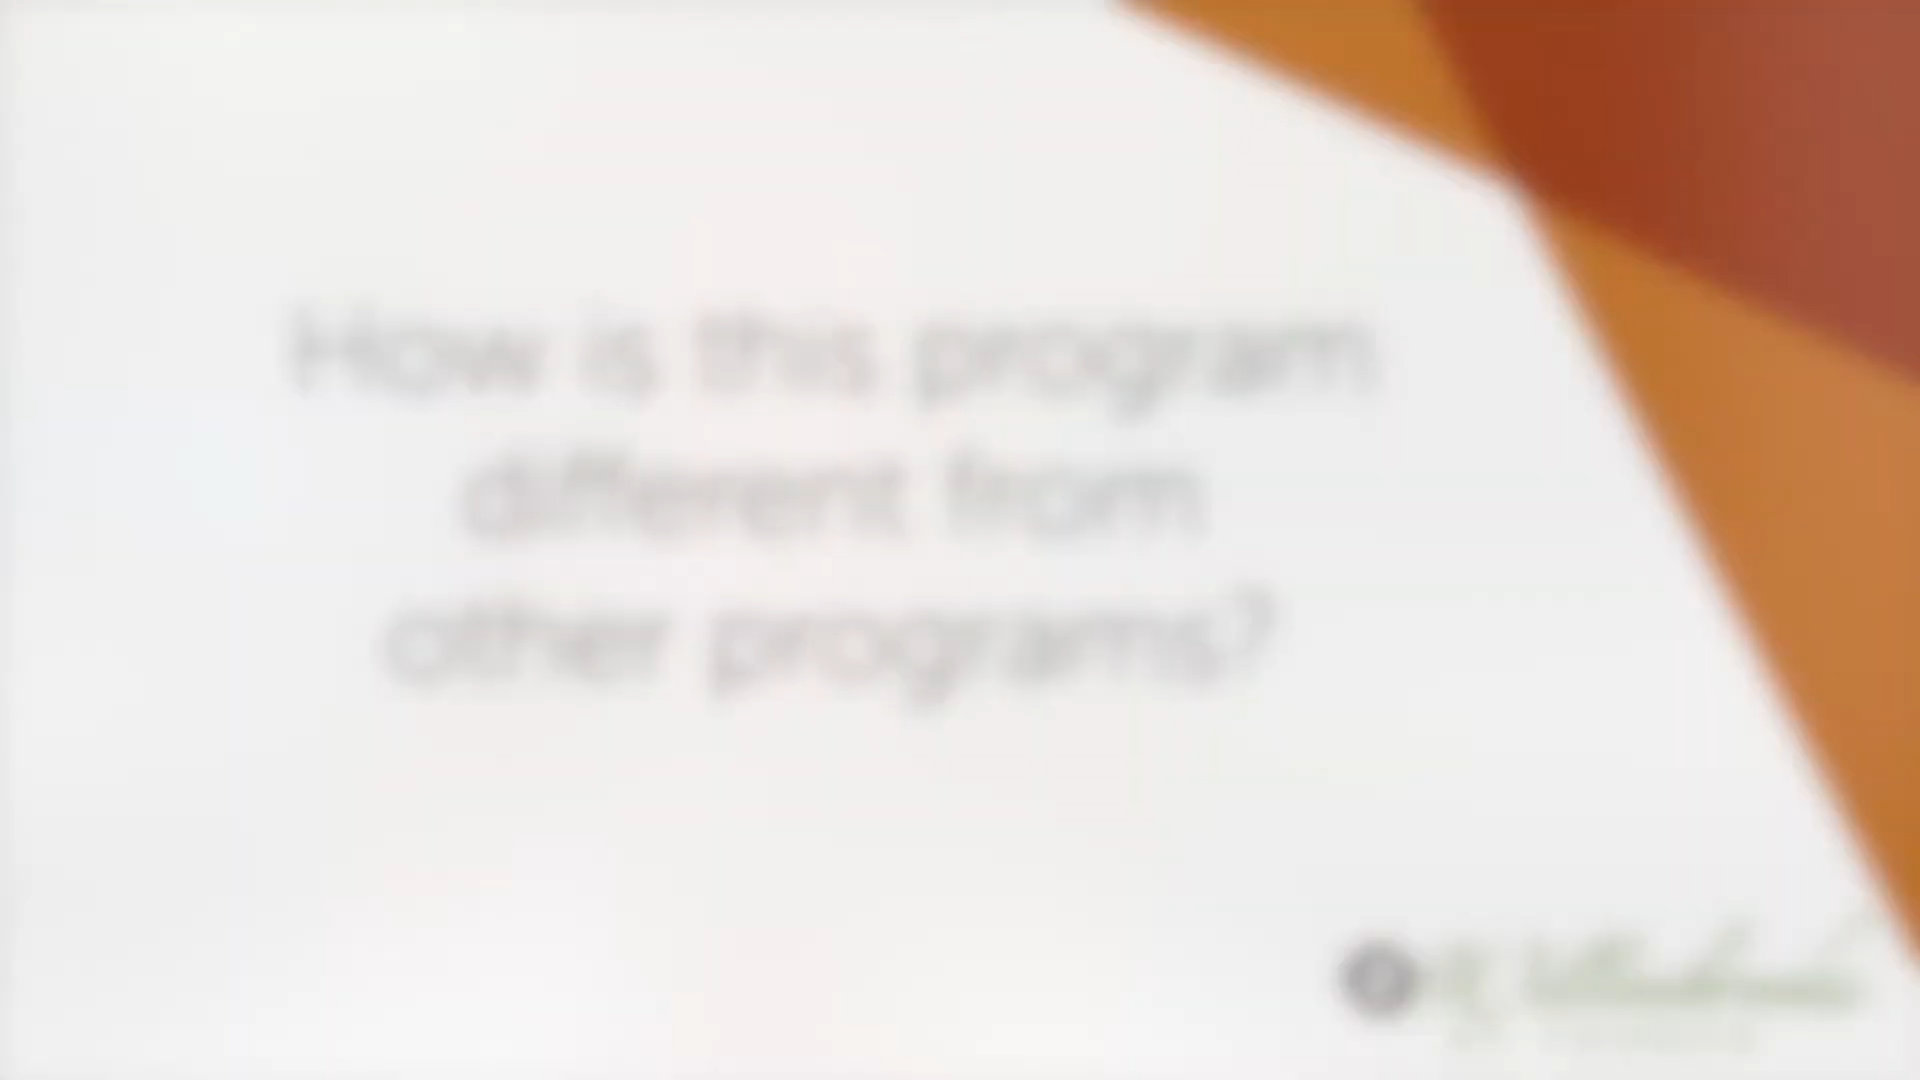 How is this program
different from
other programs?